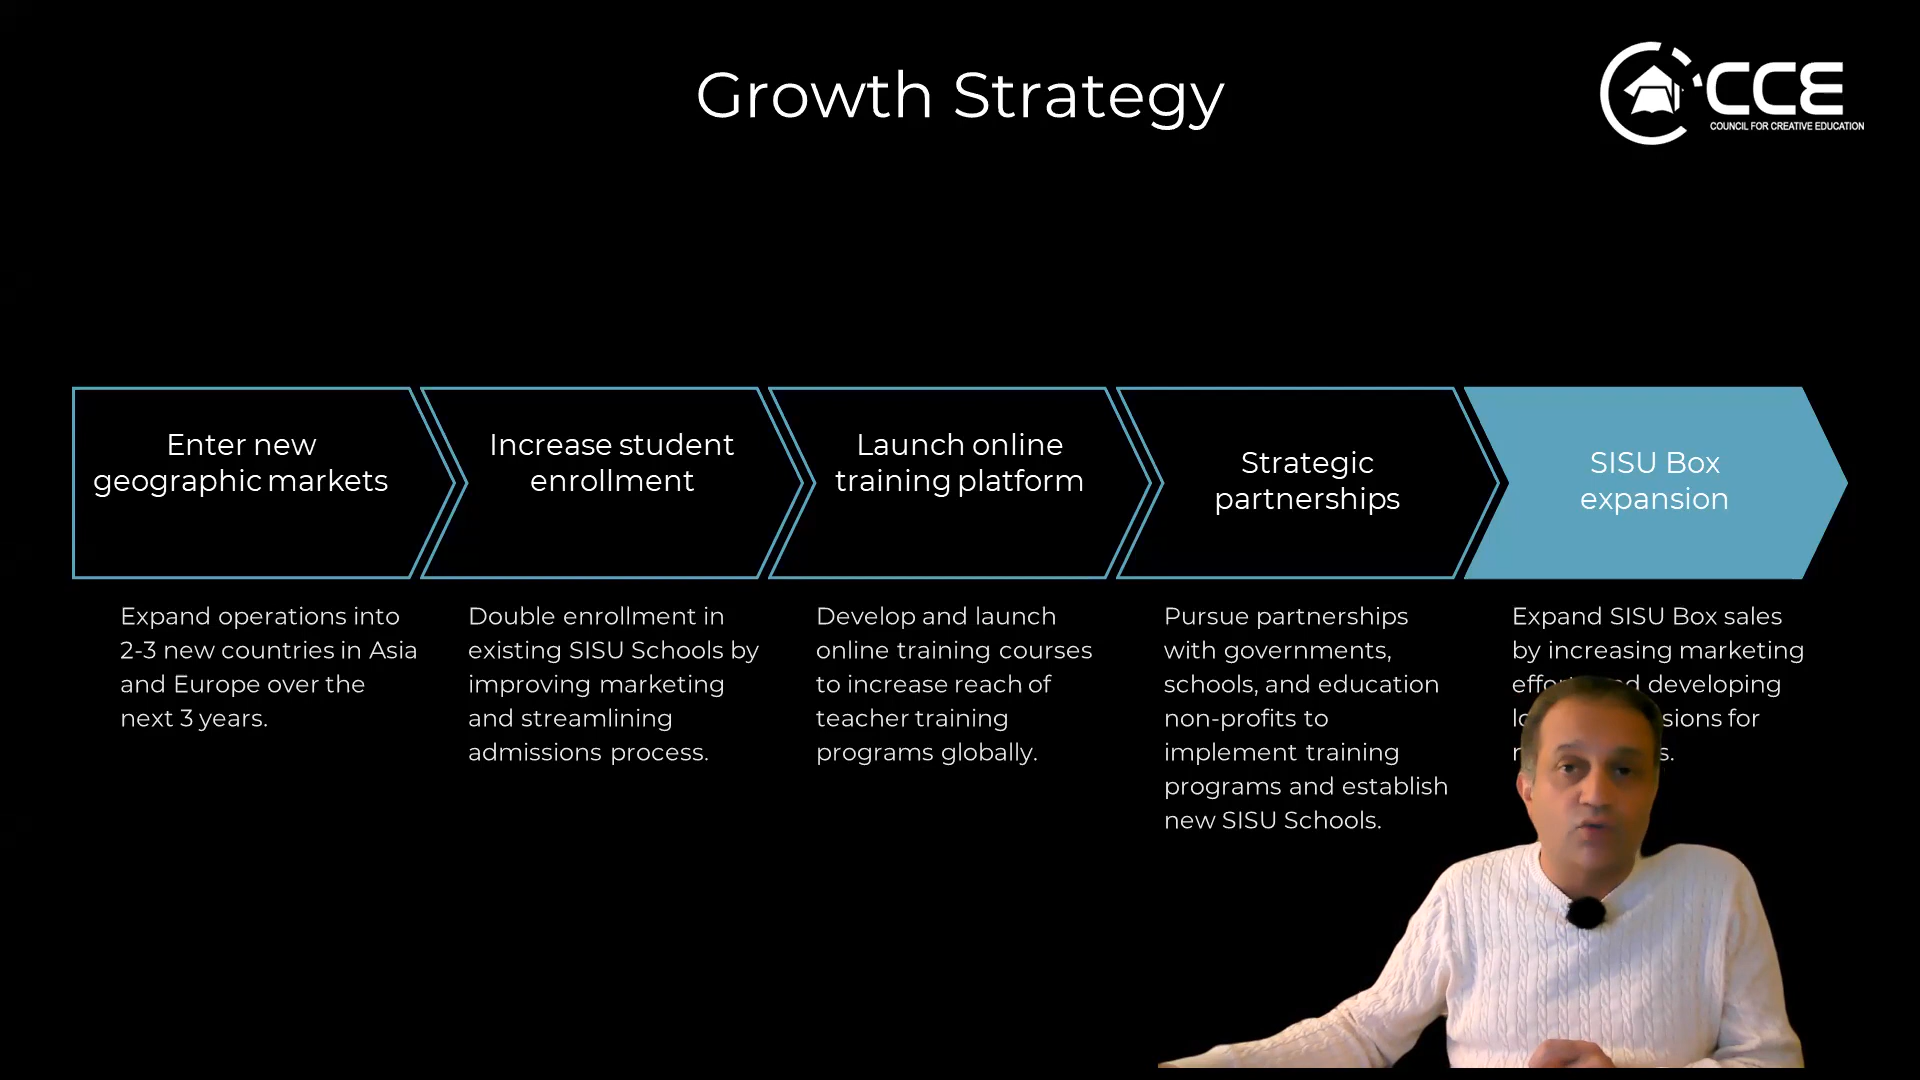 Growth Strategy
CCE
COUNCIL FOR CREATIVE EDUCATION
Enter new
geographic markets
Increase student
enrollment
Launch online
training platform
Strategic
partnerships
SISU Box
expansion
Expand operations into
2-3 new countries in Asia
and Europe over the
next 3 years.
Double enrollment in
existing SISU Schools by
improving marketing
and streamlining
admissions process.
Develop and launch
online training courses
to increase reach of
teacher training
programs globally.
Pursue partnerships
with governments,
schools, and education
non-profits to
implement training
programs and establish
new SISU Schools.
Expand SISU Box sales
by increasing marketing
developing
for